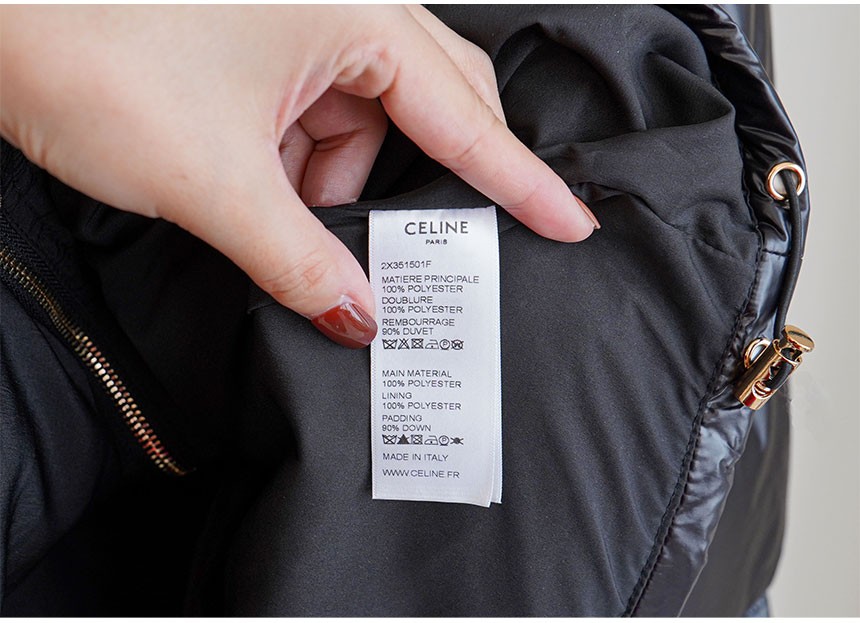 CELINE
PARIS
2X351501F
MATIERE PRINCIPALE
100% POLYESTER
DOUBLURE
100% POLYESTER
REMBOURRAGE
90% DUVET
MAIN MATERIAL
100% POLYESTER
LINING
100% POLYESTER
PADDING
90% DOWN
MADE IN ITALY
WWW.CELINE.FR